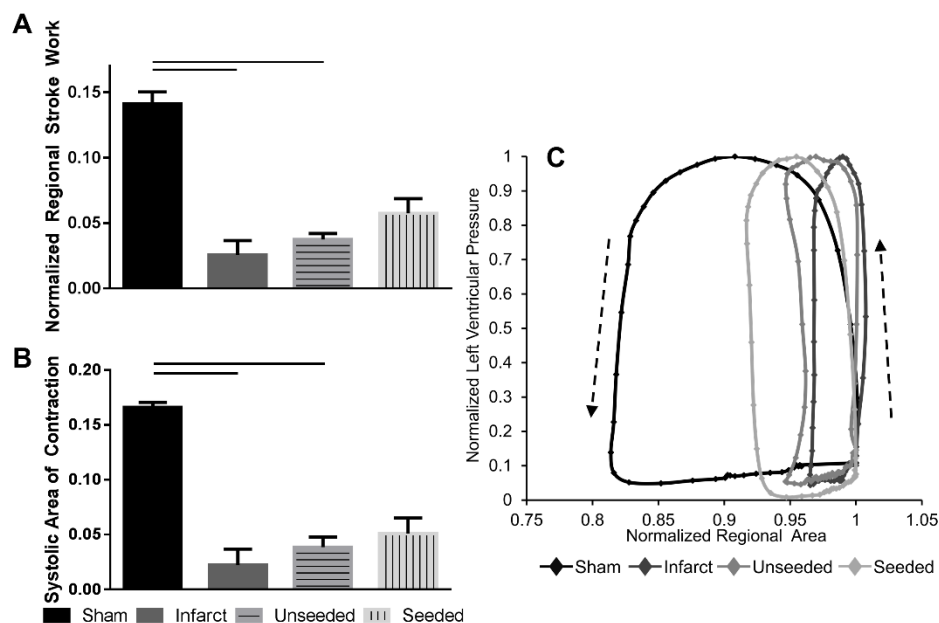 A
Normalized Regional Stroke Work
0.15
0.10
0.05
0.00
B
Systolic Area of Contraction
0.20
0.15
0.10
0.05
0.00
Sham Infarct Unseeded Seeded
C
Normalized Left Ventricular Pressure
1
0.9
0.8
0.7
0.6
0.5
0.4
0.3
0.2
0.1
0
0.75 0.8 0.85 0.9 0.95 1 1.05
Normalized Regional Area
Sham Infarct Unseeded Seeded